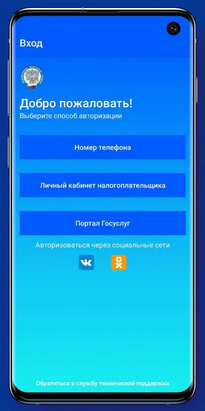 Вход
Добро пожаловать!
Выберите способ авторизации
Номер телефона
Личный кабинет налогоплательщика
Портал Госуслуг
Авторизоваться через социальные сети
Обратиться в службу технической поддержки